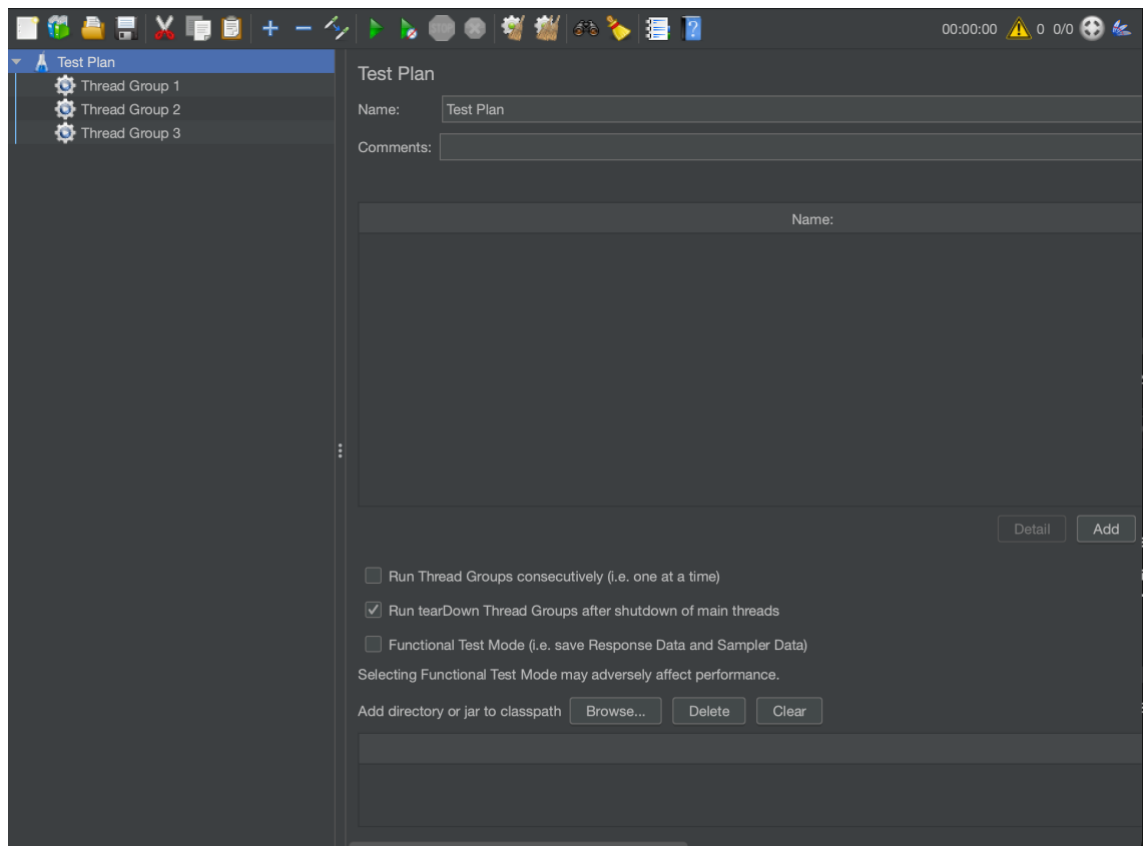 STOP
00:00:00 0 0/0
Test Plan
Thread Group 1
Thread Group 2
Thread Group 3
Test Plan
Name: Test Plan
Comments:
Name:
Detail Add
Run Thread Groups consecutively (i.e. one at a time)
Run tearDown Thread Groups after shutdown of main threads
Functional Test Mode (i.e. save Response Data and Sampler Data)
Selecting Functional Test Mode may adversely affect performance.
Add directory or jar to classpath Browse... Delete Clear